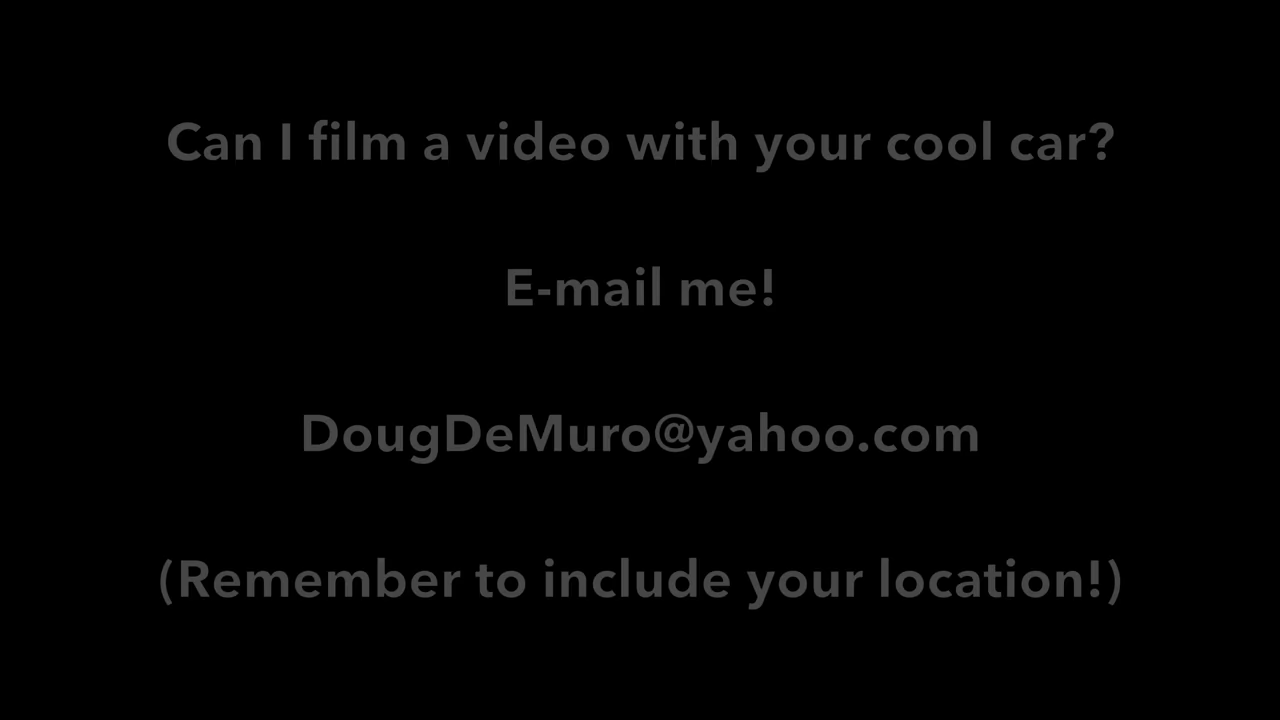 Can I film a video with your cool car?
E-mail me!
DougDeMuro@yahoo.com
(Remember to include your location!)